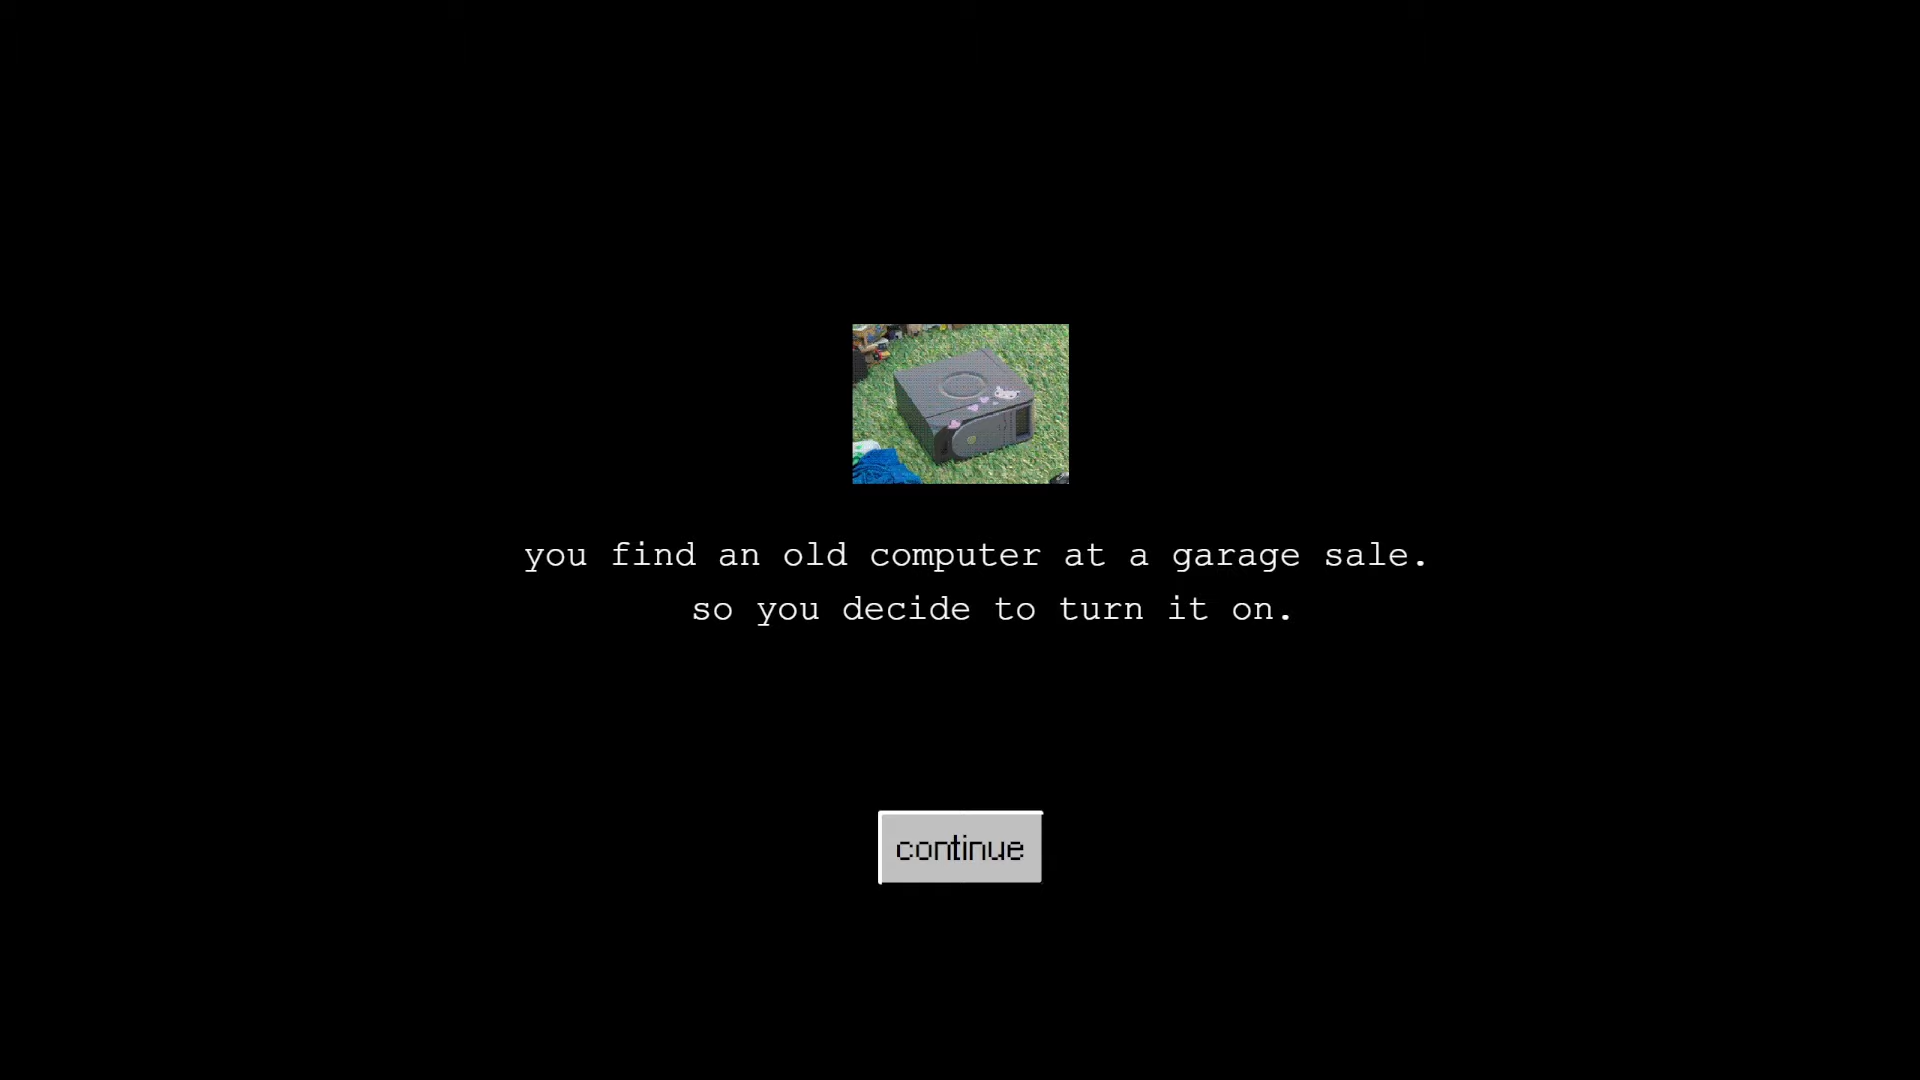 you find an old computer at a garage sale.
so you decide to turn it on.
continue